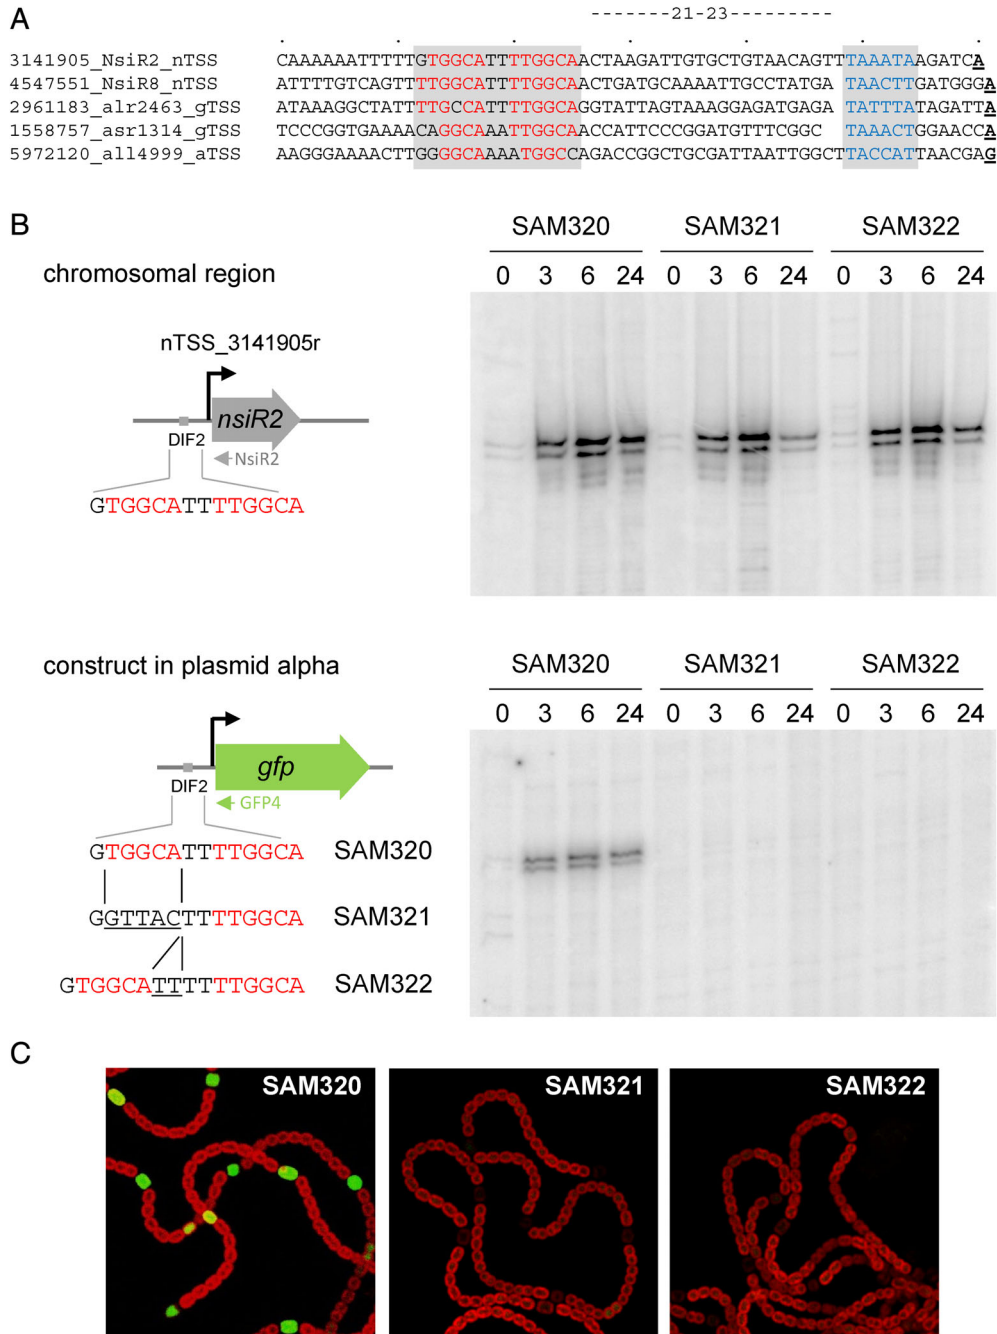 A
-------21-23---------
3141905_NsiR2_nTSS CAAAAAATTTTTGTGGCATTTTGGCAACTAAGATTGTGCTGTAACAGTTTAAATAAGATCA
4547551_NsiR8_nTSS ATTTTGTCAGTTTTGGCATTTTGGCAATAAGATGCAAAATTGCCTATGA TAACTTGATGGGA
2961183_alr2463_gTSS ATAAAGGCTATTTTGCCATTTTGGCAGGTATTAGTAAAGGAGATGAGA TATTTATAGATTA
1558757_asr1314_gTSS TCCCGGTGAAAACAGGCAAATTGGCAACCATTCCCGGATGTTTCGGC TAAACTGGAACCA
5972120_all4999_aTSS AAGGGAAAACTTGGGGCAAAATGGCCAGACCGGCTGCGATTAATTGGCTTACCATTAACGAG
B
SAM320 SAM321 SAM322
0 3 6 24 0 3 6 24 0 3 6 24
chromosomal region
nTSS_3141905r
nsiR2
DIF2
NsiR2
GTGGCATTTTGGCA
construct in plasmid alpha
SAM320 SAM321 SAM322
0 3 6 24 0 3 6 24 0 3 6 24
gfp
DIF2
GFP4
GTGGCATTTTGGCA SAM320
GGTTACTTTTGGCA SAM321
GTGGCATTTTTTGGCA SAM322
C
SAM320
SAM321
SAM322